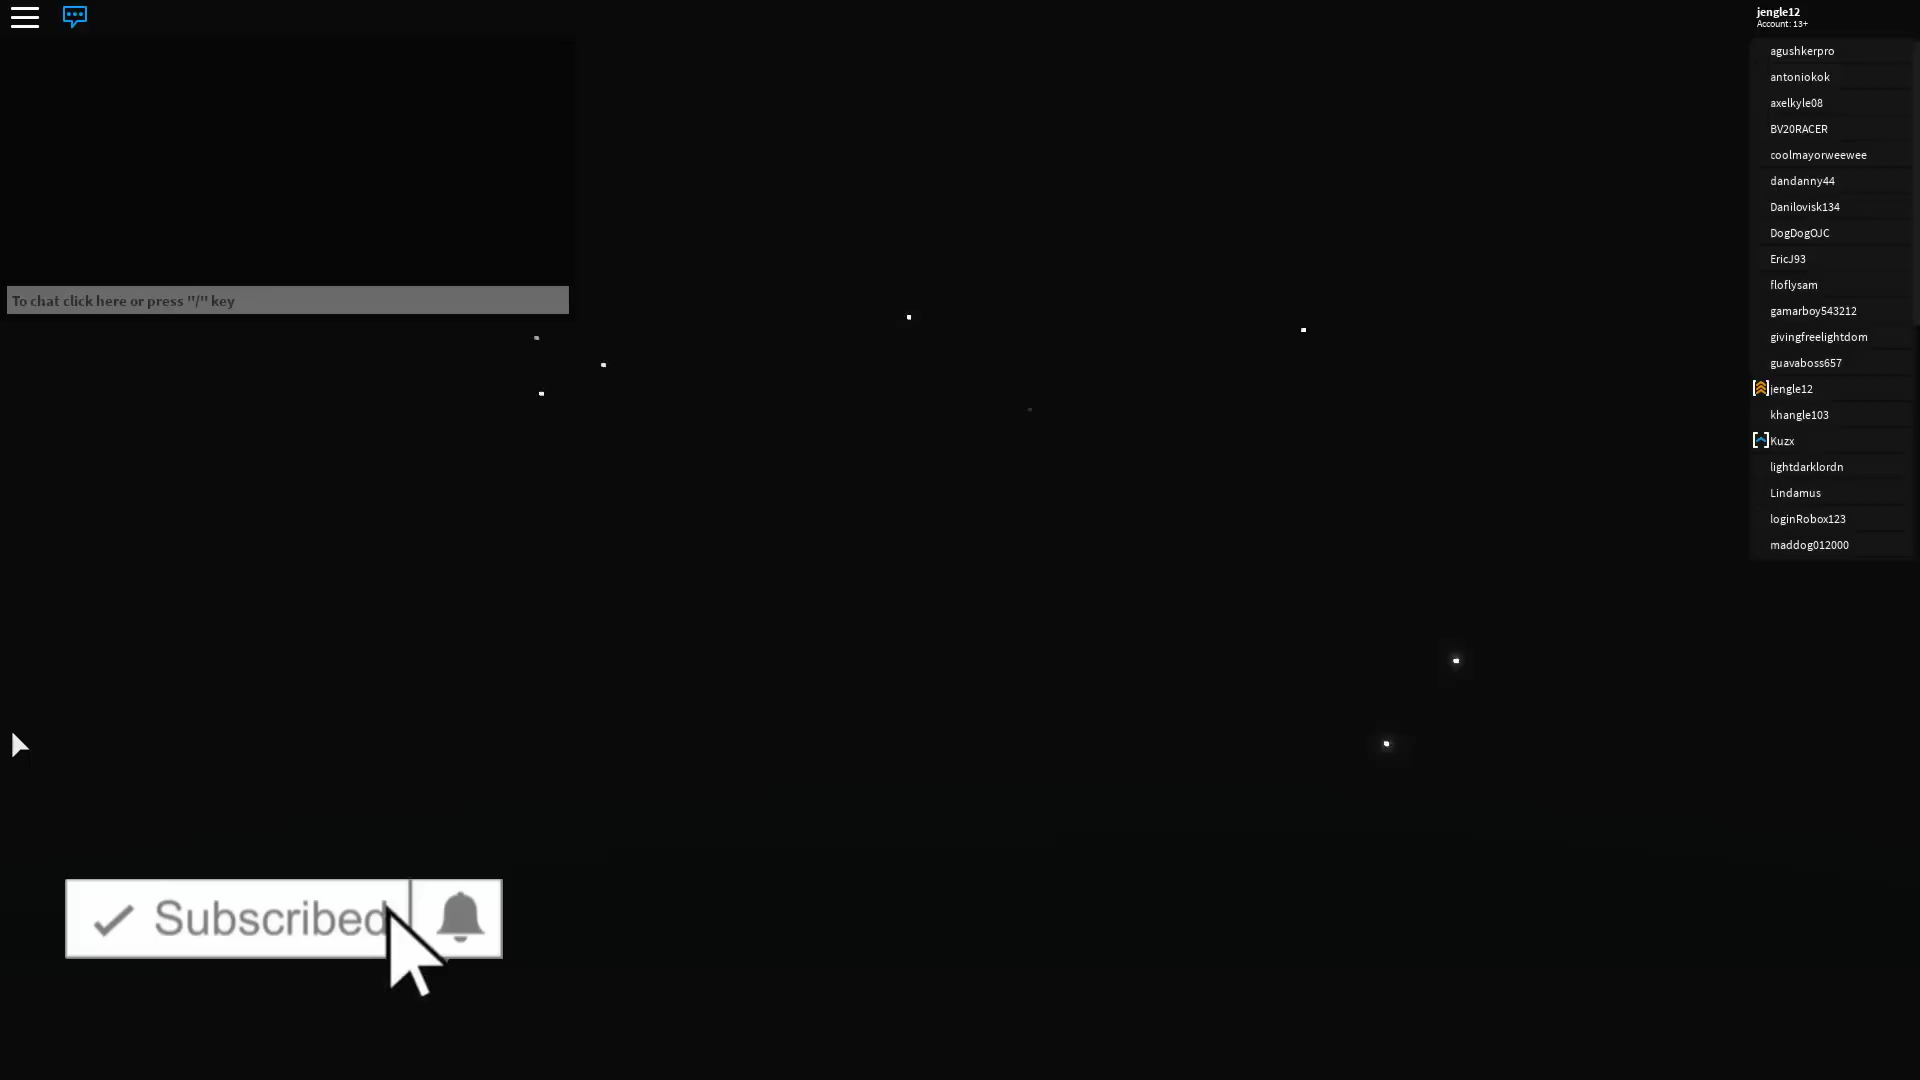 jengle12
Account: 13+
agushkerpro
antoniokok
axelkyle08
BV20RACER
coolmayorweewee
dandanny44
Danilovisk134
DogDogOJC
EricJ93
floflysam
gamarboy543212
givingfreelightdom
guavaboss657
jengle12
khangle103
Kuzx
lightdarklordn
Lindamus
loginRobox123
maddog012000
To chat click here or press "/" key
Subscribed